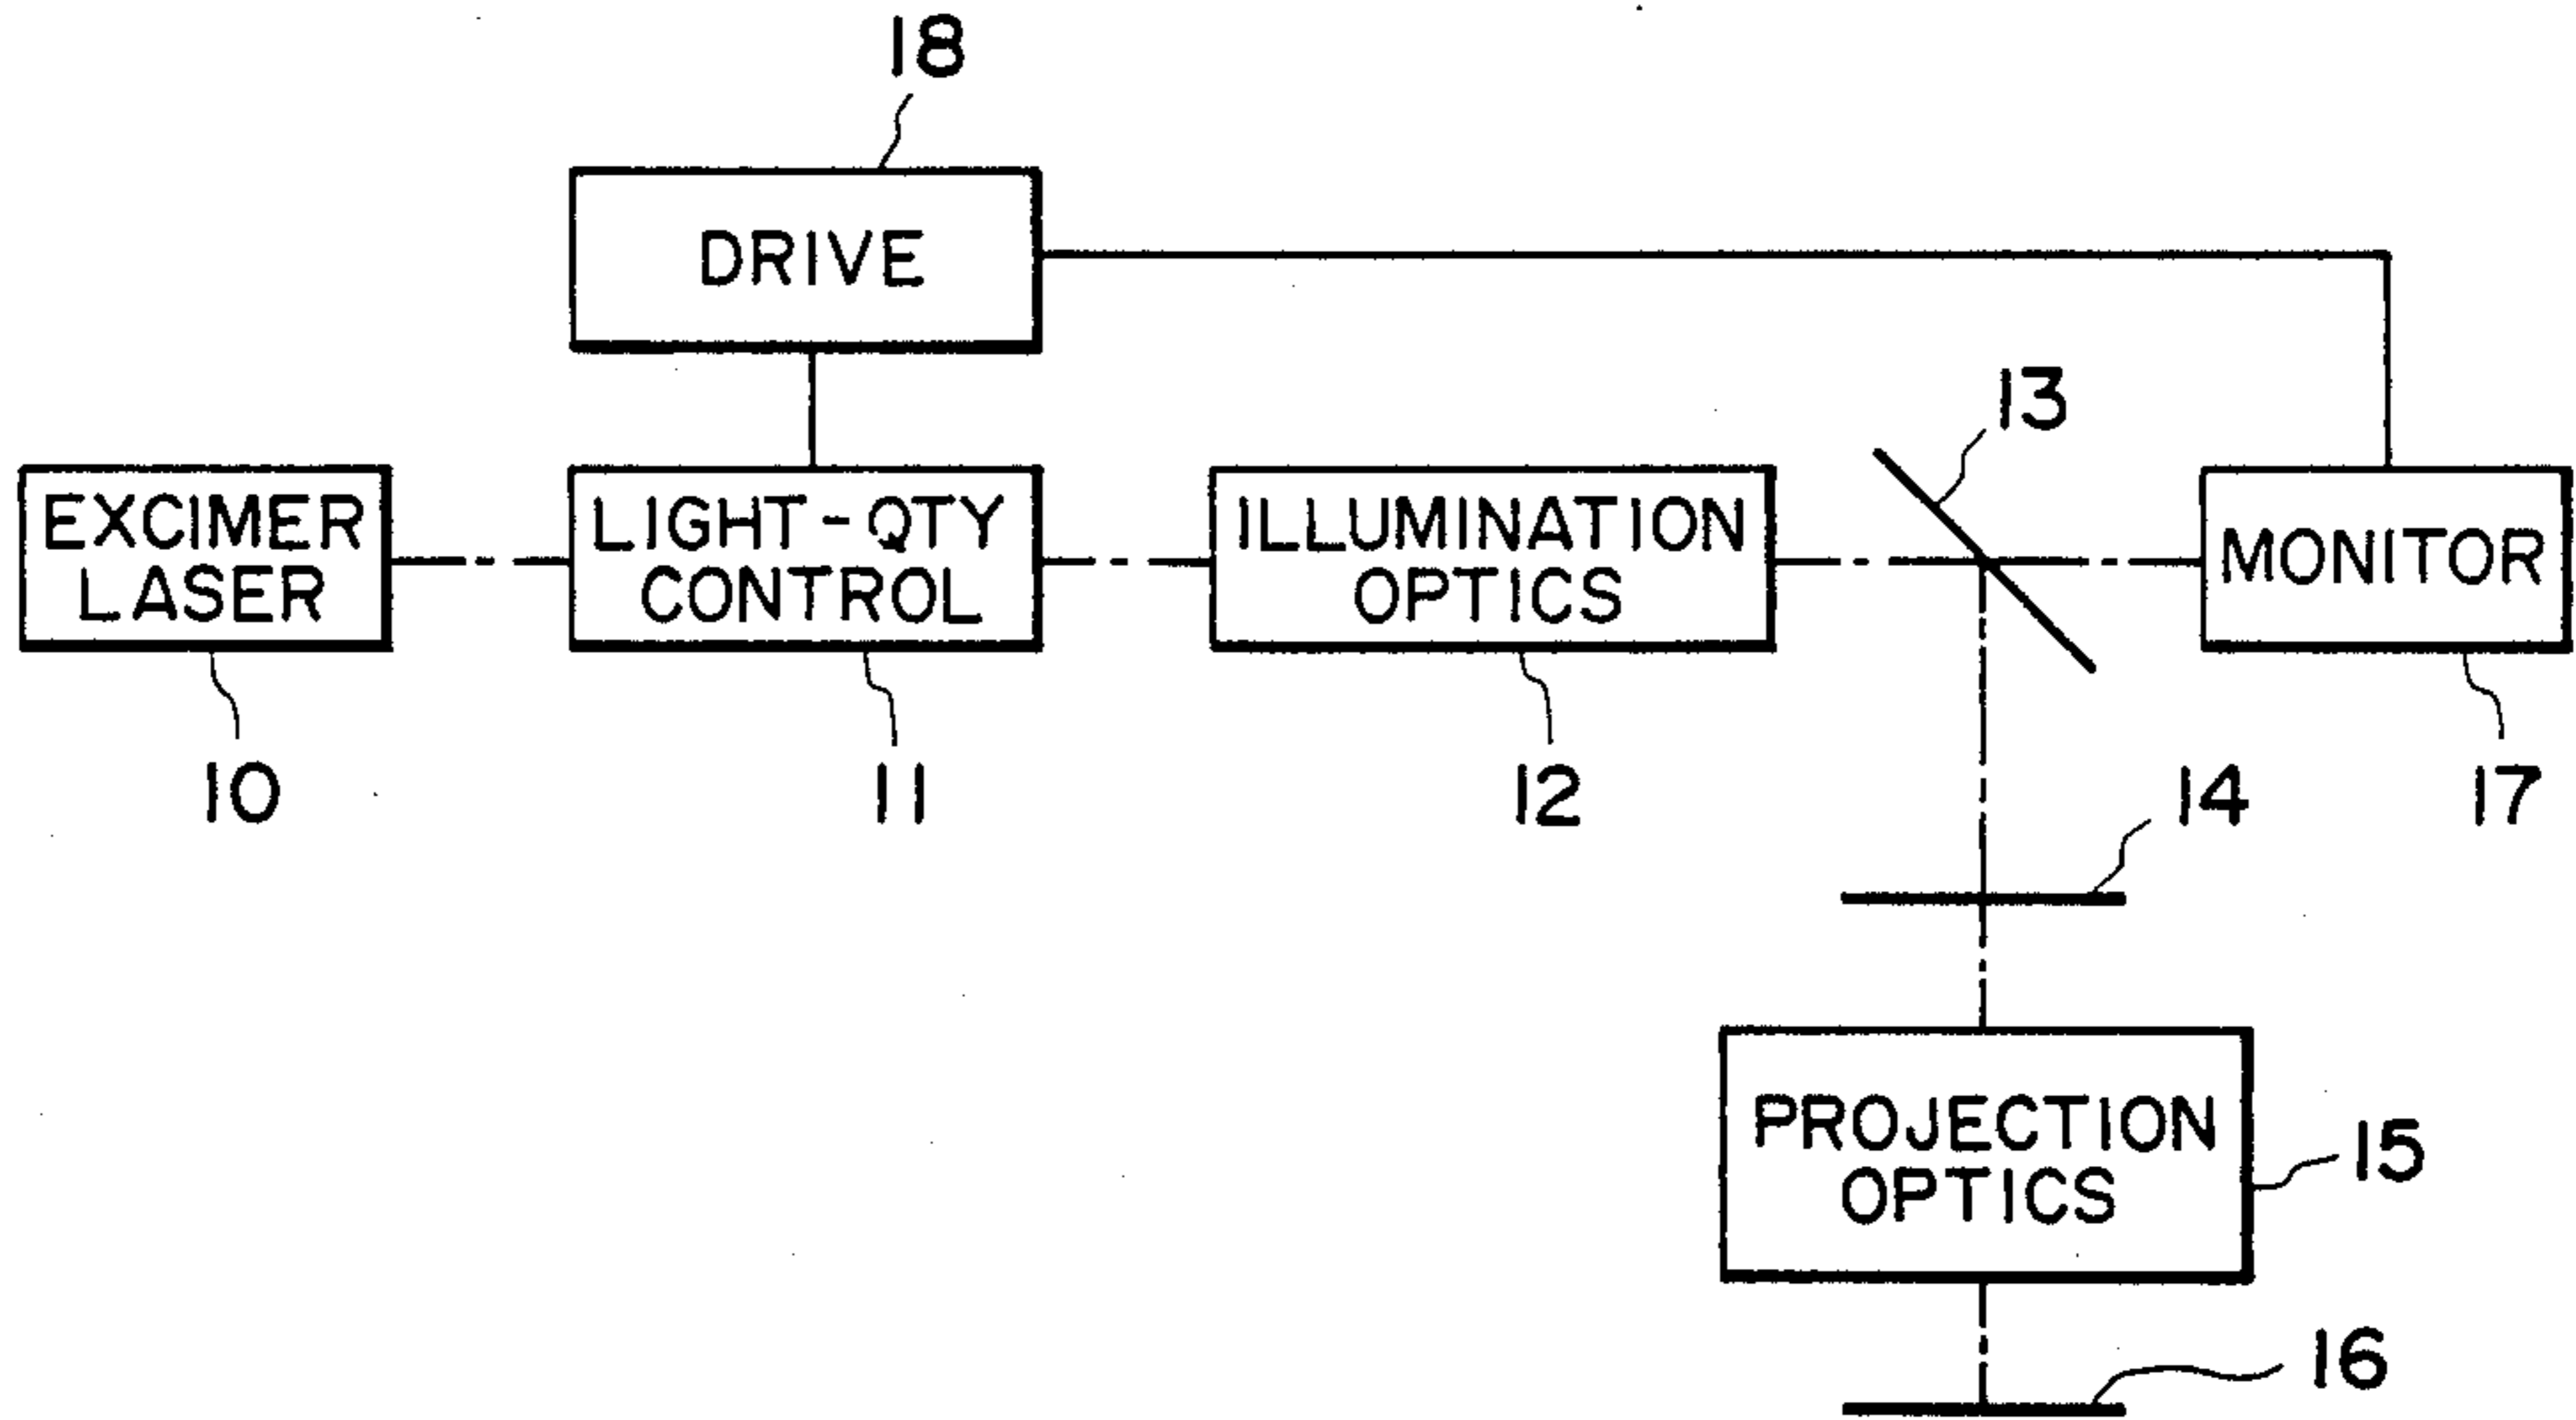 18
DRIVE
13
EXCIMER
LASER
LIGHT-QTY
CONTROL
ILLUMINATION
OPTICS
MONITOR
10
11
12
14
17
PROJECTION
OPTICS
15
16